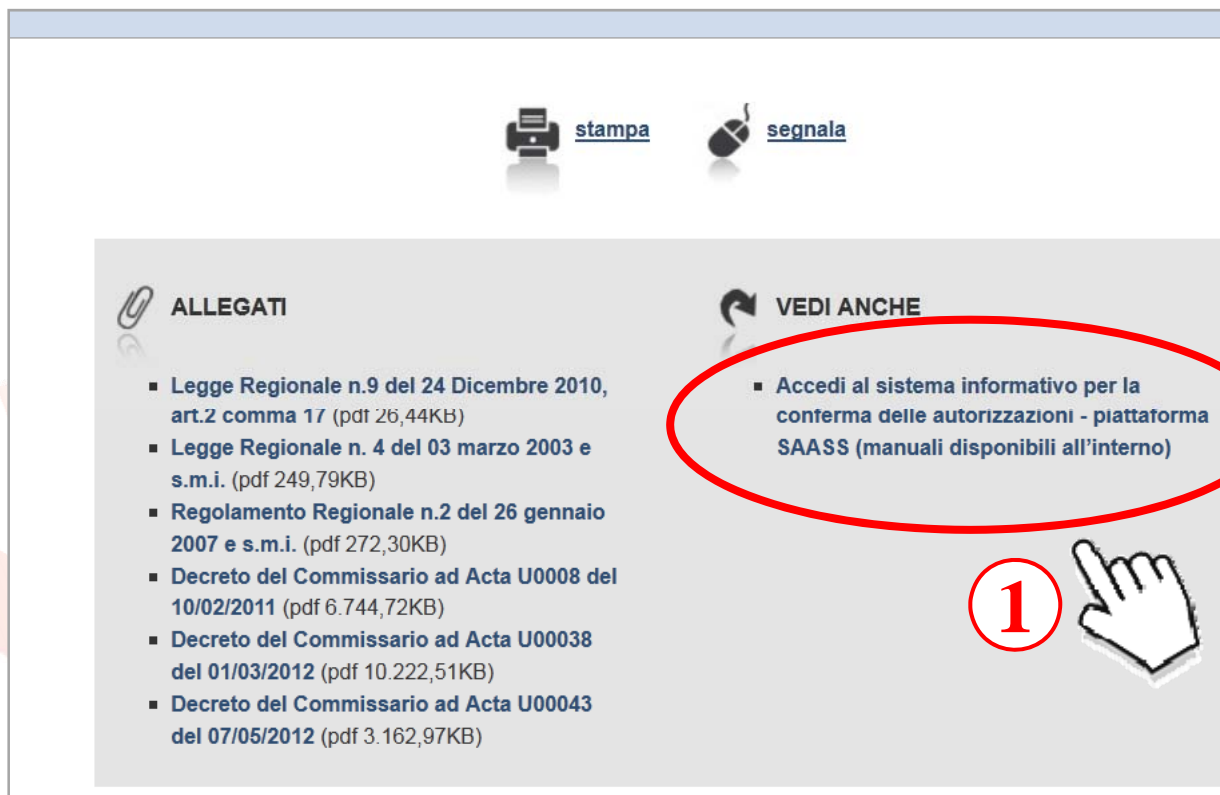 stampa segnala
ALLEGATI
Legge Regionale n.9 del 24 Dicembre 2010,
art.2 comma 17 (pdf 26,44KB)
Legge Regionale n. 4 del 03 marzo 2003 e
s.m.i. (pdf 249,79KB)
Regolamento Regionale n.2 del 26 gennaio
2007 e s.m.i. (pdf 272,30KB)
Decreto del Commissario ad Acta U0008 del
10/02/2011 (pdf 6.744,72KB)
Decreto del Commissario ad Acta U00038
del 01/03/2012 (pdf 10.222,51KB)
Decreto del Commissario ad Acta U00043
del 07/05/2012 (pdf 3.162,97KB)
VEDI ANCHE
Accedi al sistema informativo per la
conferma delle autorizzazioni - piattaforma
SAASS (manuali disponibili all'interno)
1